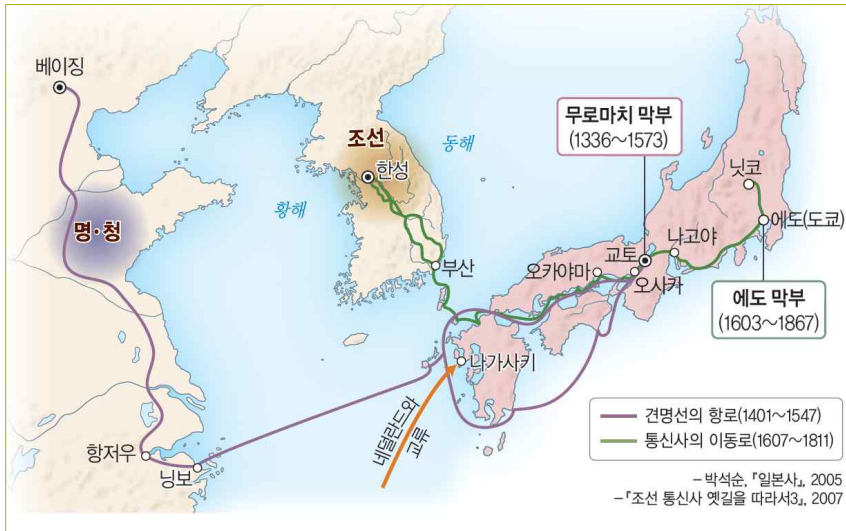 베이징
명·청
항저우
닝보
조선
한성
황해
동해
부산
무로마치 막부
(1336~1573)
닛코
에도(도쿄)
나고야
교토
오카야마
오사카
에도 막부
(1603~1867)
나가사키
네덜란드와
교류
견명선의 항로(1401~1547)
통신사의 이동로(1607~1811)
– 박석순, 『일본사』, 2005
– 『조선 통신사 옛길을 따라서3』, 2007